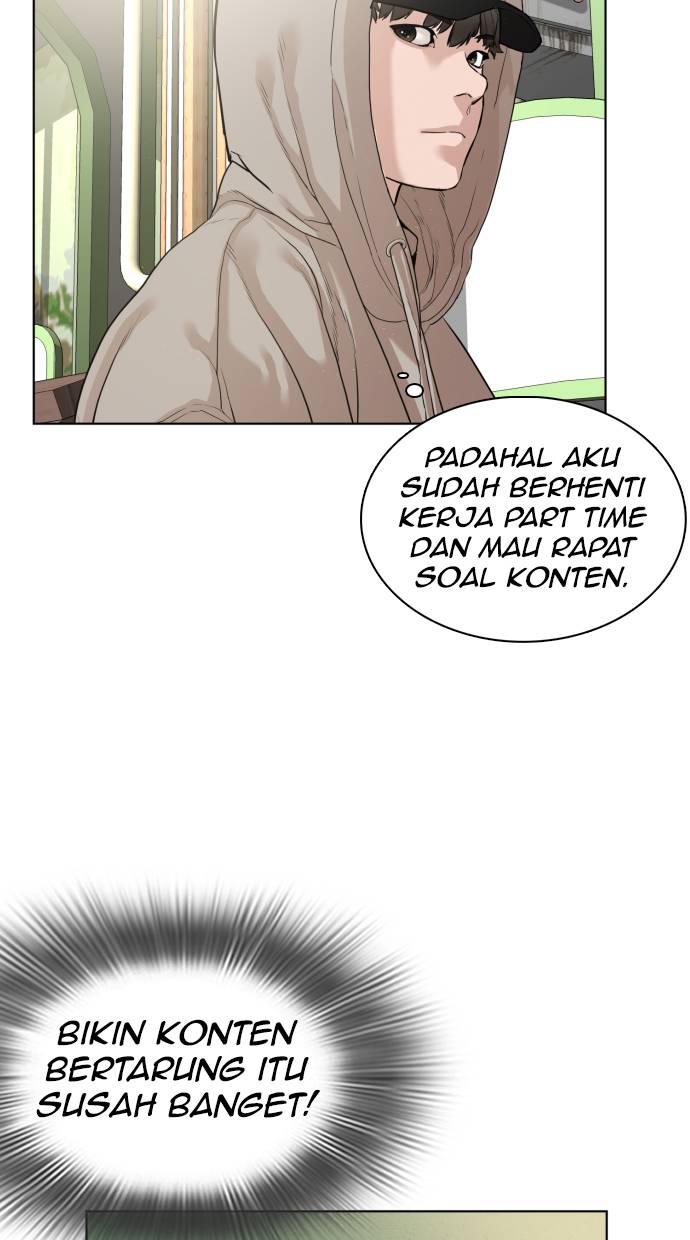 PADAHAL AKU
SUDAH BERHENTI
KERJA PART TIME
DAN MAU RAPAT
SOAL KONTEN.
BIKIN KONTEN
BERTARUNG ITU
SUSAH BANGET!